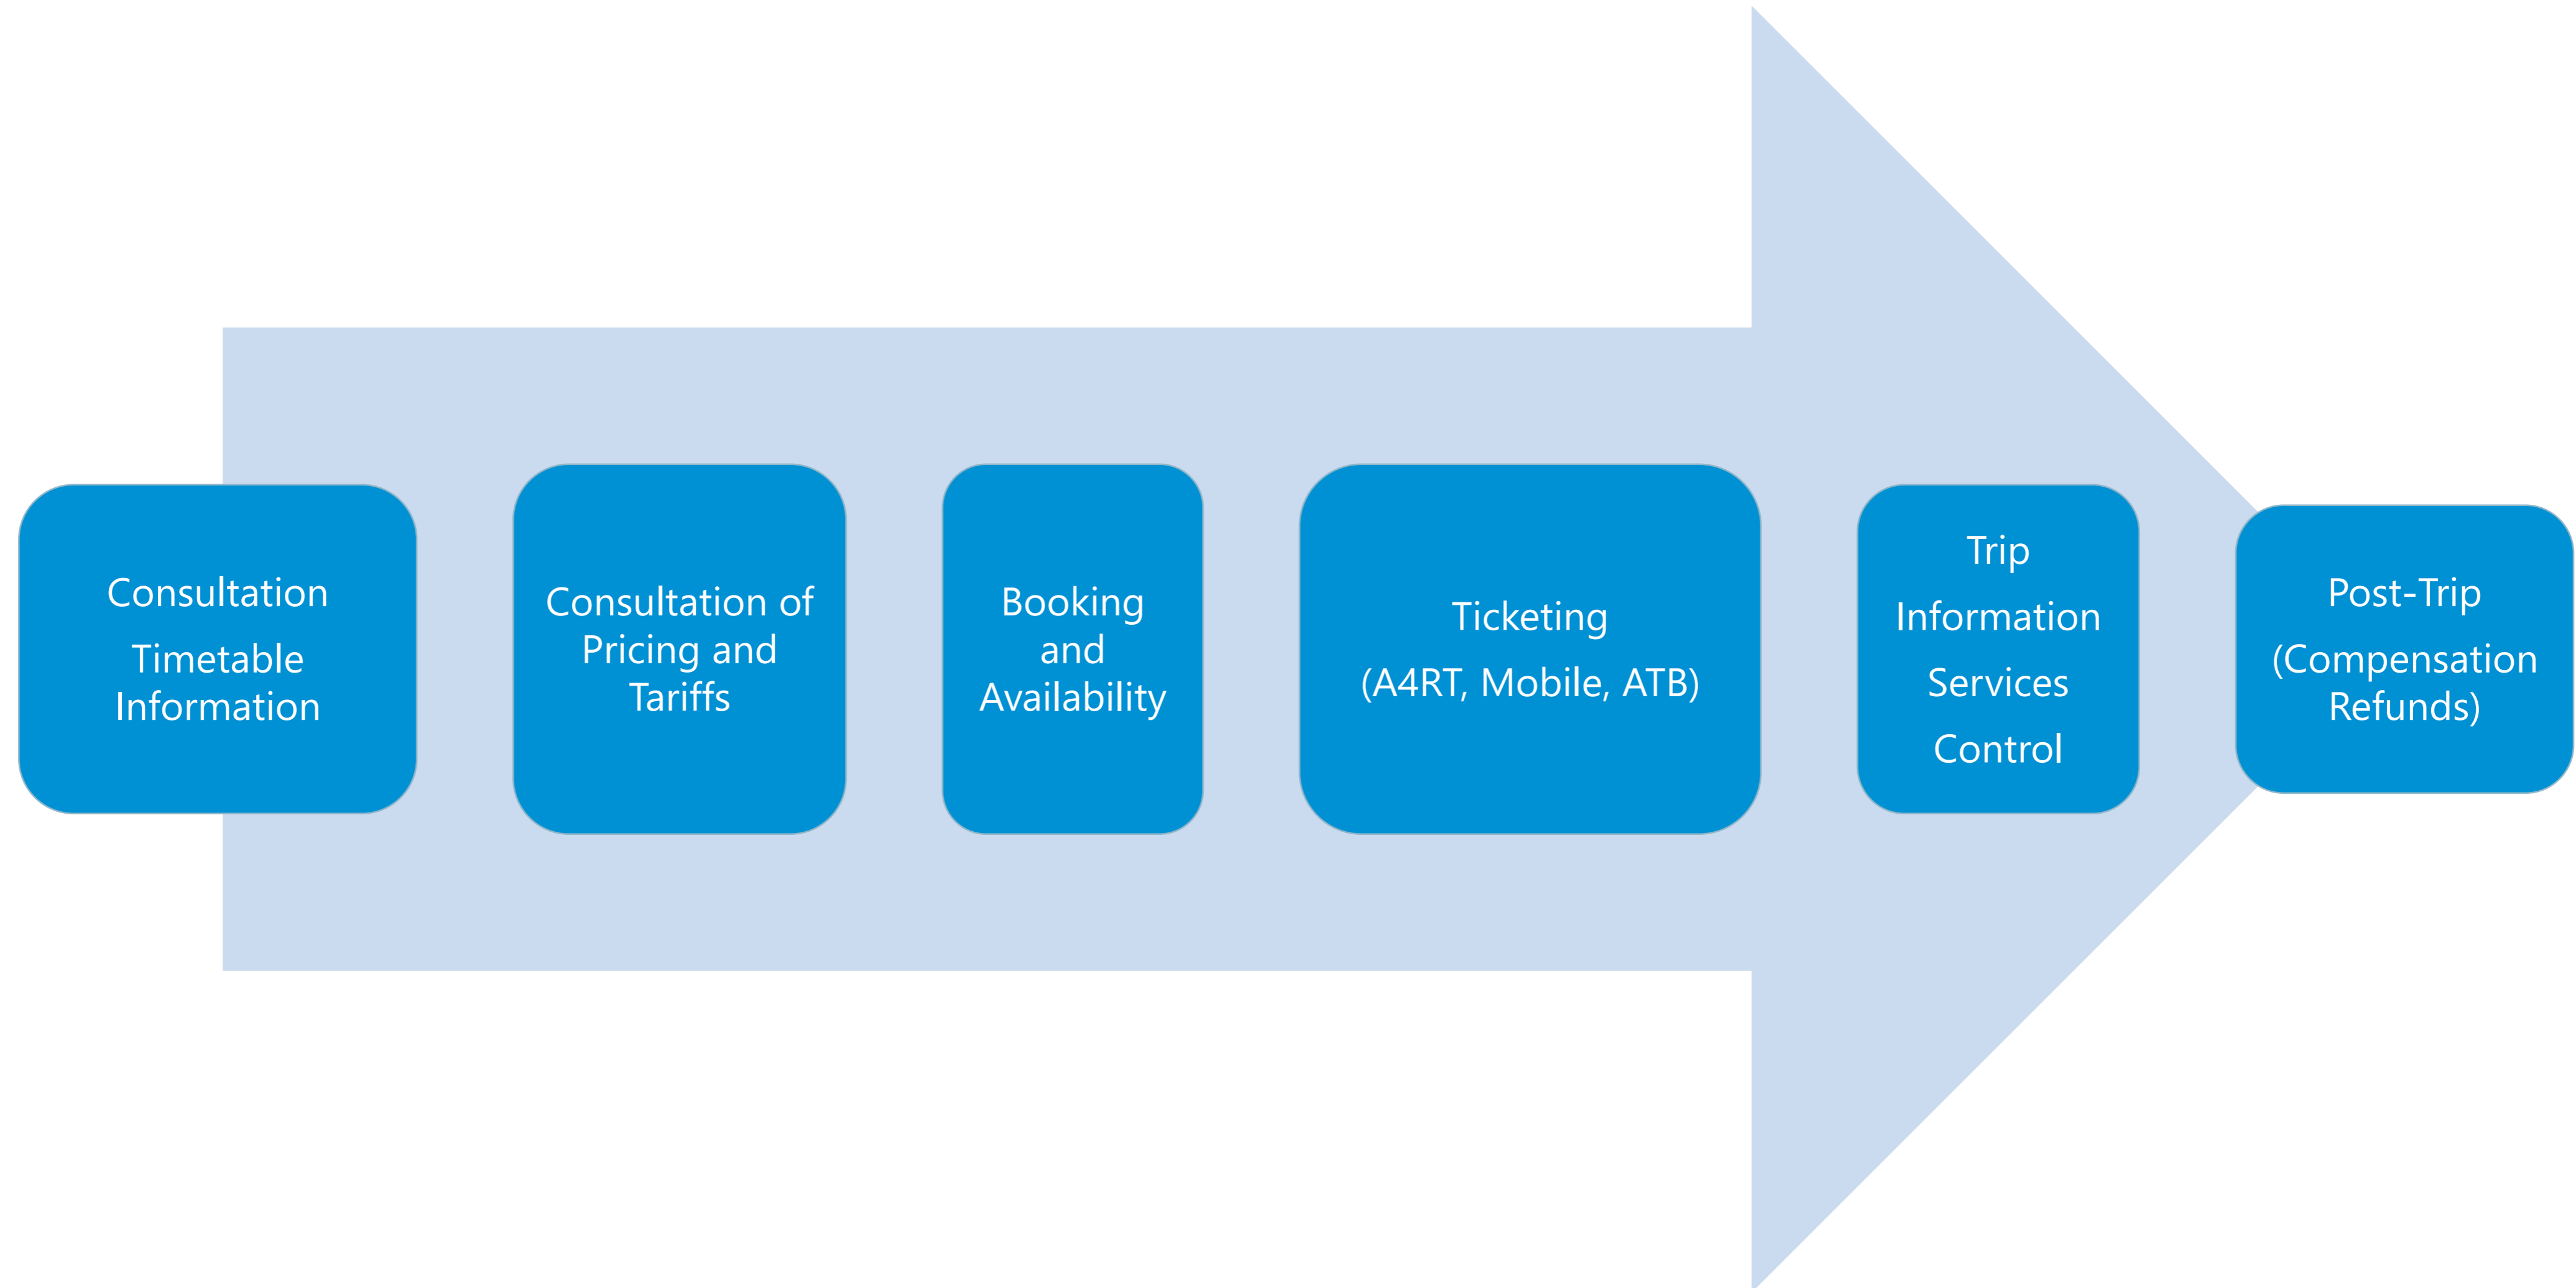 Consultation
Timetable
Information
Consultation of
Pricing and
Tariffs
Booking
and
Availability
Ticketing
(A4RT, Mobile, ATB)
Trip
Information
Services
Control
Post-Trip
(Compensation
Refunds)